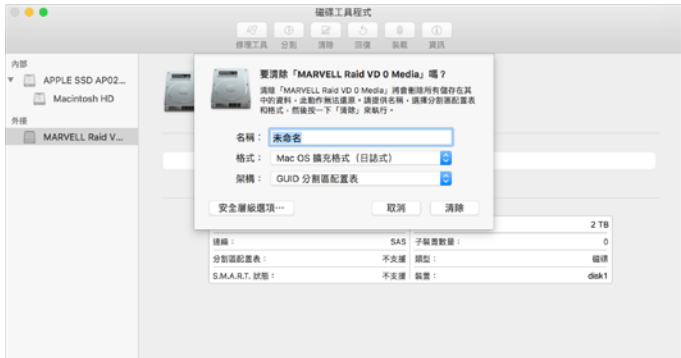 磁碟工具程式
修理工具 分割 清除 回復 裝載 資訊
內部
APPLE SSD AP02...
Macintosh HD
外接
MARVELL Raid V...
要清除「MARVELL Raid VD 0 Media」嗎？
清除「MARVELL Raid VD 0 Media」將會刪除所有儲存在其
中的資料，此動作無法還原。請提供名稱，選擇分割區配置表
和格式，然後按一下「清除」來執行。
名稱： 未命名
格式： Mac OS 擴充格式（日誌式）
架構： GUID 分割區配置表
安全層級選項⋯ 取消 清除
2 TB
連線： SAS 子裝置數量： 0
分割區配置表： 不支援 類型： 磁碟
S.M.A.R.T. 狀態： 不支援 裝置： disk1